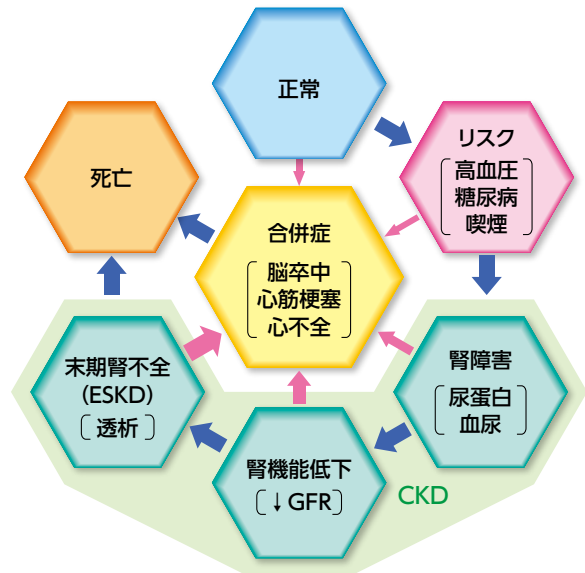 正常
リスク
高血圧
糖尿病
喫煙
死亡
合併症
脳卒中
心筋梗塞
心不全
末期腎不全
(ESKD)
透析
腎障害
尿蛋白
血尿
腎機能低下
↓GFR
CKD